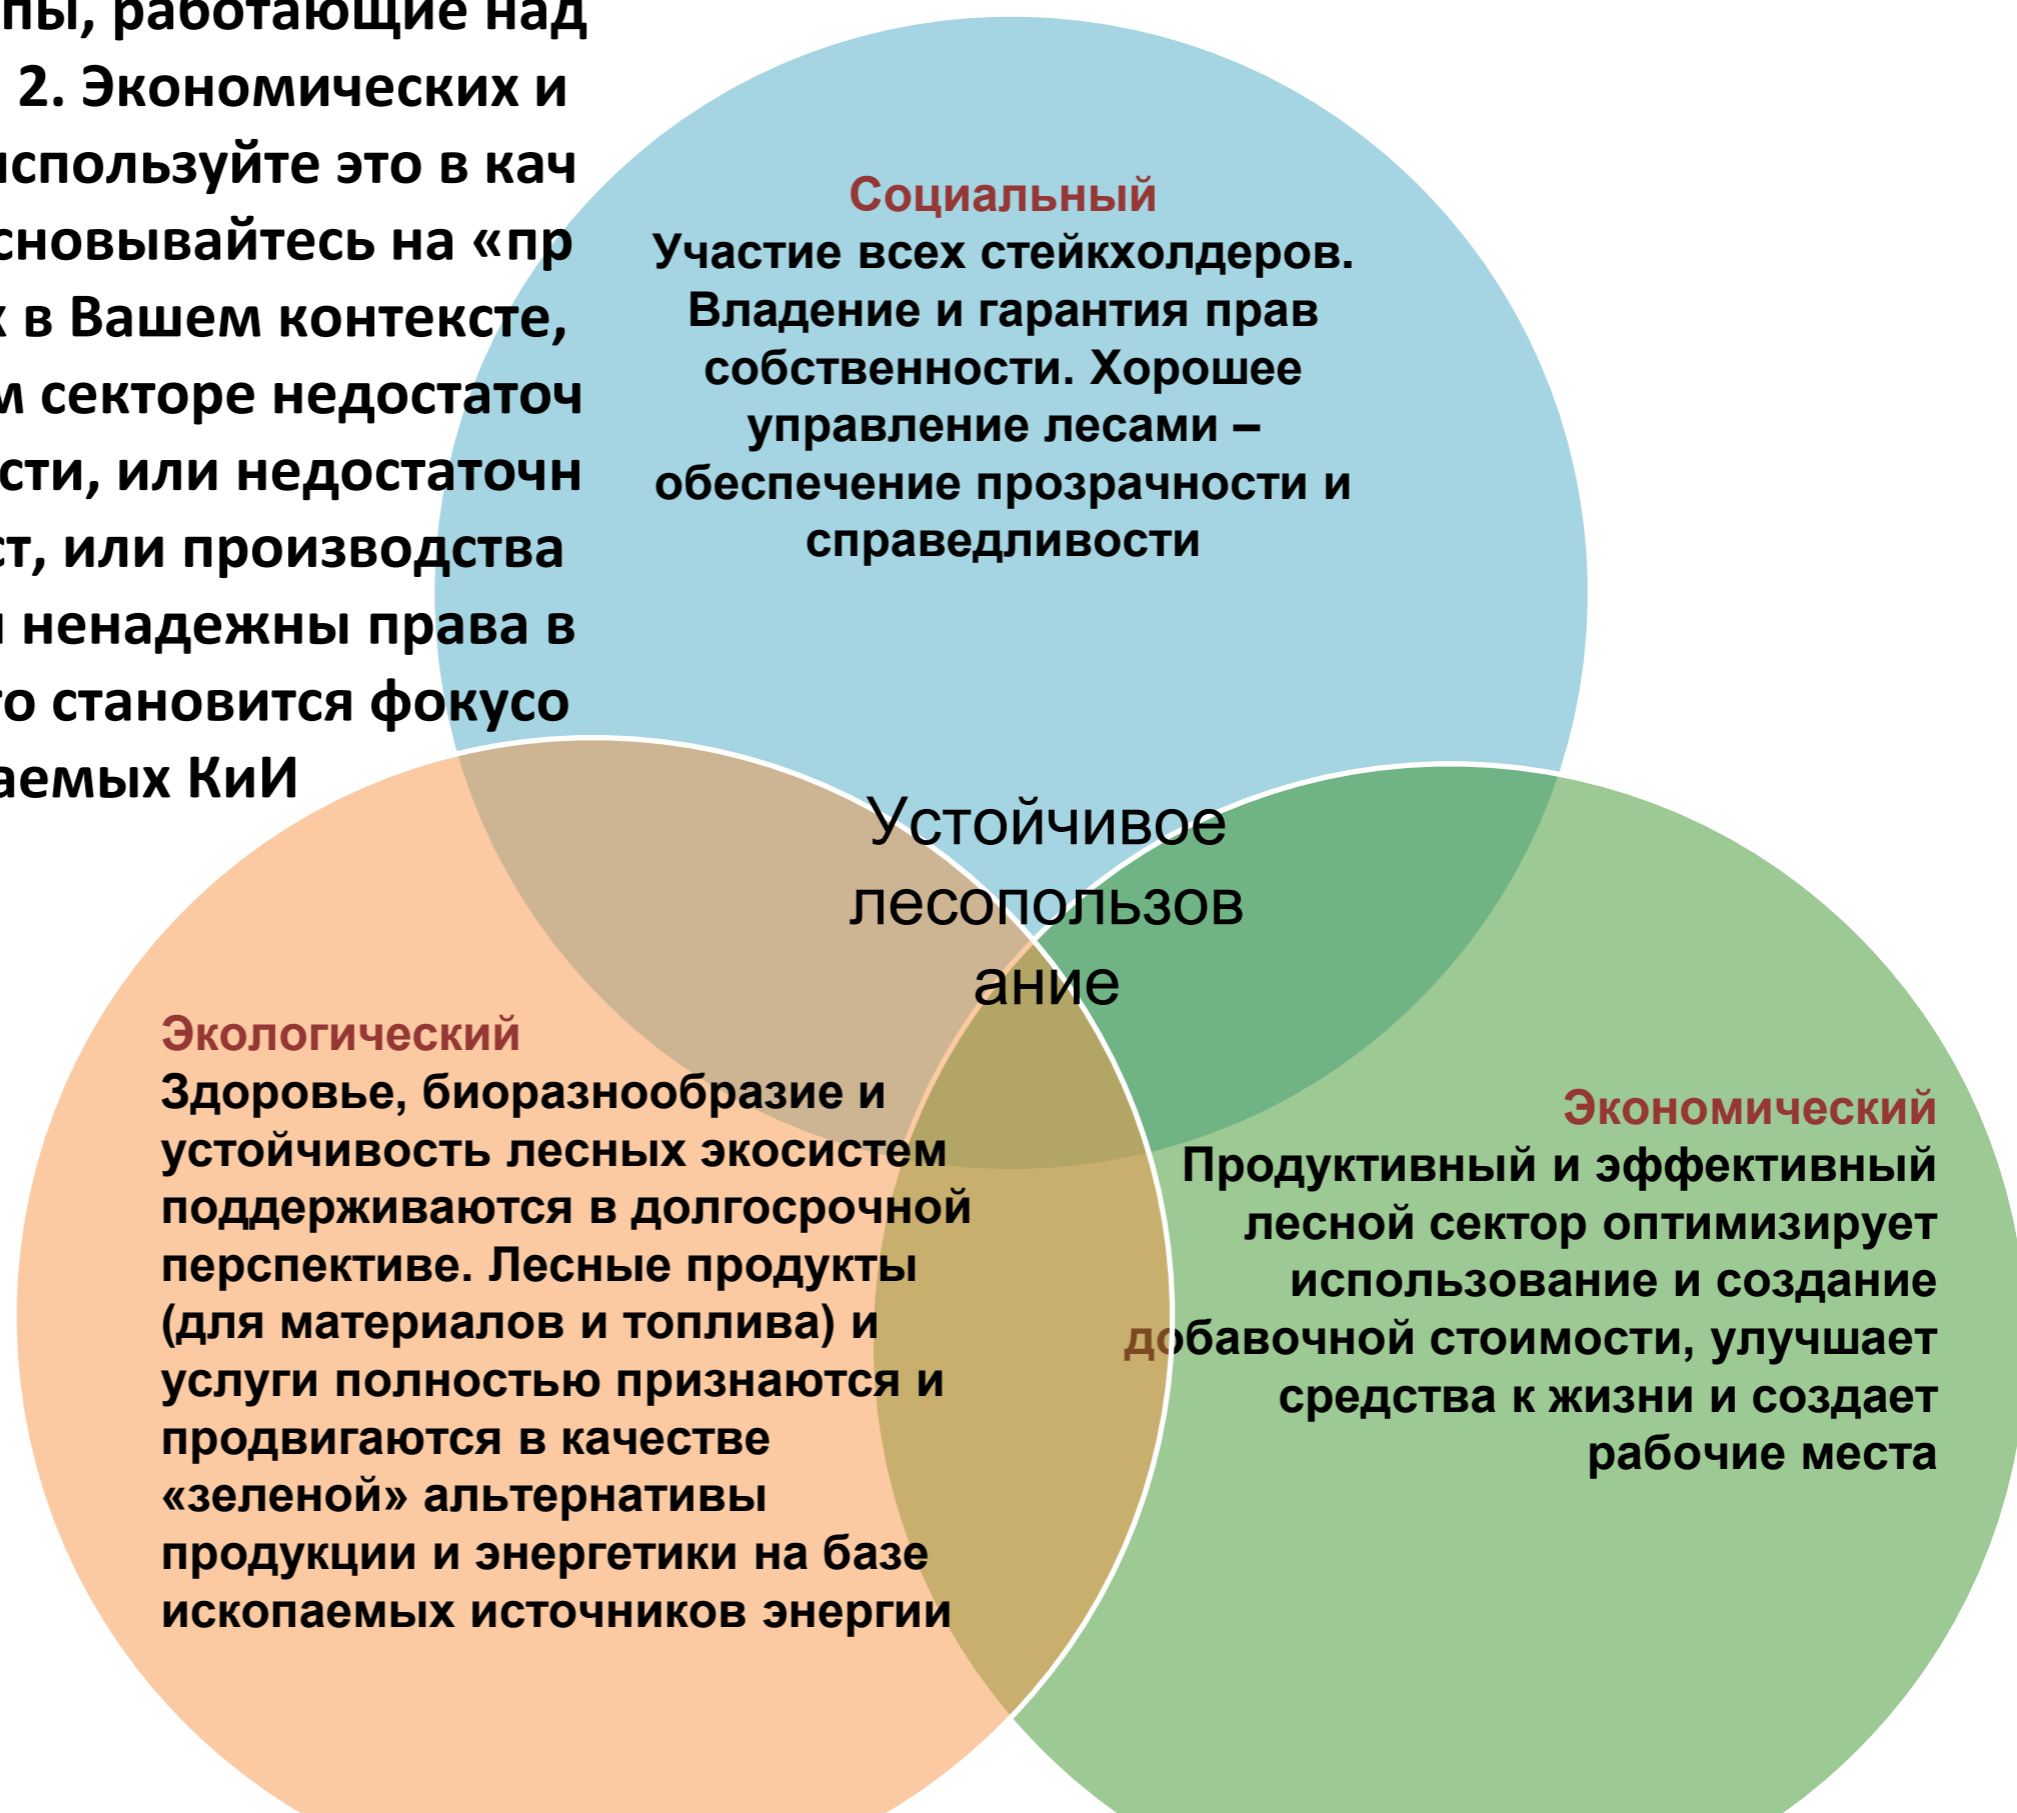 пы, работающие над
2. Экономических и
используйте это в кач
сновывайтесь на «пр
х в Вашем контексте,
м секторе недостаточ
сти, или недостаточн
ст, или производства
ненадежны права в
то становится фокусо
аемых КиИ
Социальный
Участие всех стейкхолдеров.
Владение и гарантия прав
собственности. Хорошее
управление лесами –
обеспечение прозрачности и
справедливости
Устойчивое
лесопользов
ание
Экологический
Здоровье, биоразнообразие и
устойчивость лесных экосистем
поддерживаются в долгосрочной
перспективе. Лесные продукты
(для материалов и топлива) и
услуги полностью признаются и
продвигаются в качестве
«зеленой» альтернативы
продукции и энергетики на базе
ископаемых источников энергии
Экономический
Продуктивный и эффективный
лесной сектор оптимизирует
использование и создание
добавочной стоимости, улучшает
средства к жизни и создает
рабочие места